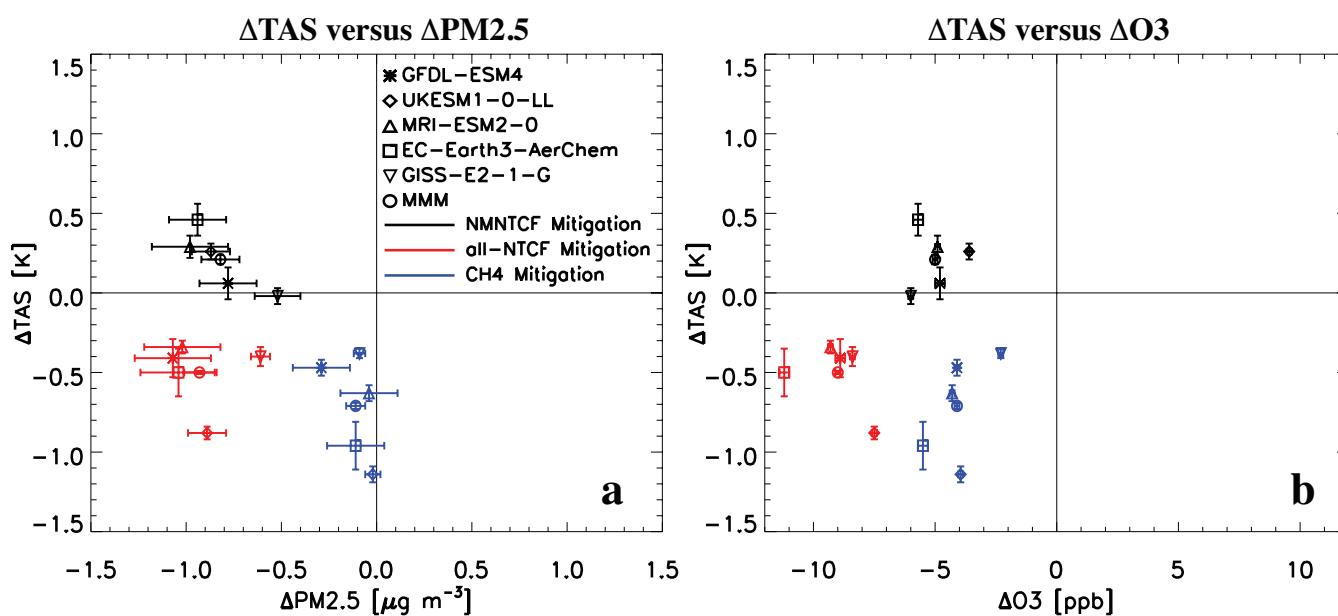 ΔTAS versus ΔPM2.5
1.5
1.0
0.5
0.0
−0.5
−1.0
−1.5
ΔTAS [K]
GFDL−ESM4
UKESM1−0−LL
MRI−ESM2−0
EC−Earth3−AerChem
GISS−E2−1−G
MMM
NMNTCF Mitigation
all−NTCF Mitigation
CH4 Mitigation
a
−1.5 −1.0 −0.5 0.0 0.5 1.0 1.5
ΔPM2.5 [μg m⁻³]
ΔTAS versus ΔO3
1.5
1.0
0.5
0.0
−0.5
−1.0
−1.5
ΔTAS [K]
b
−10 −5 0 5 10
ΔO3 [ppb]